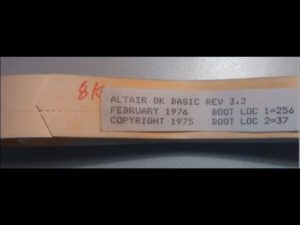 8K
ALTAIR 8K BASIC REV 3.2
FEBRUARY 1976 BOOT LOC 1=256
COPYRIGHT 1975 BOOT LOC 2=37